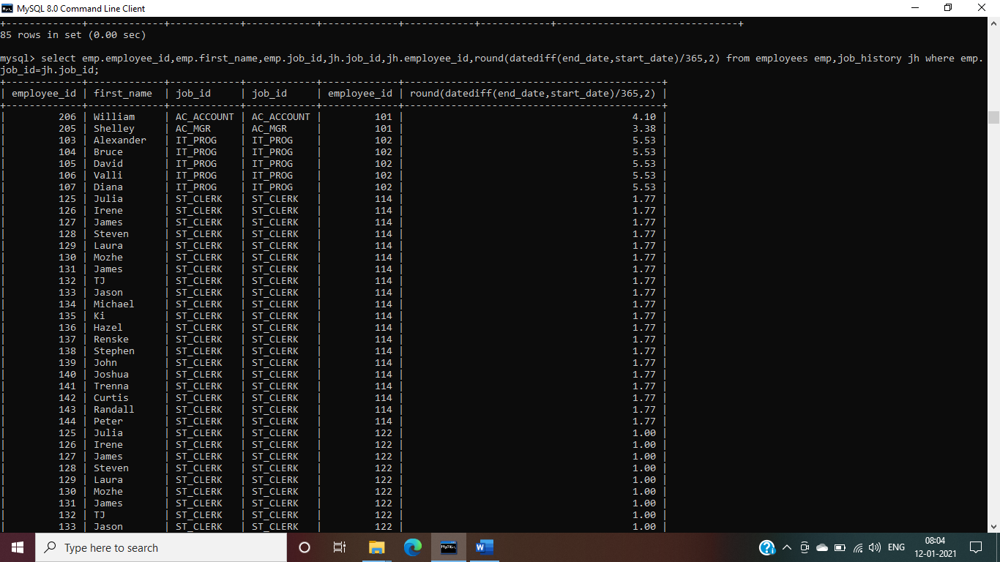 MySQL 8.0 Command Line Client
+-------------+-------------+------------+------------+-------------+------------+------------+-------------------------------+
85 rows in set (0.00 sec)
mysql> select emp.employee_id,emp.first_name,emp.job_id,jh.job_id,jh.employee_id,round(datediff(end_date,start_date)/365,2) from employees emp,job_history jh where emp.
job_id=jh.job_id;
+-------------+-------------+------------+------------+-------------+--------------------------------------------+
| employee_id | first_name | job_id | job_id | employee_id | round(datediff(end_date,start_date)/365,2) |
+-------------+-------------+------------+------------+-------------+--------------------------------------------+
| 206 | William | AC_ACCOUNT | AC_ACCOUNT | 101 | 4.10 |
| 205 | Shelley | AC_MGR | AC_MGR | 101 | 3.38 |
| 103 | Alexander | IT_PROG | IT_PROG | 102 | 5.53 |
| 104 | Bruce | IT_PROG | IT_PROG | 102 | 5.53 |
| 105 | David | IT_PROG | IT_PROG | 102 | 5.53 |
| 106 | Valli | IT_PROG | IT_PROG | 102 | 5.53 |
| 107 | Diana | IT_PROG | IT_PROG | 102 | 5.53 |
| 125 | Julia | ST_CLERK | ST_CLERK | 114 | 1.77 |
| 126 | Irene | ST_CLERK | ST_CLERK | 114 | 1.77 |
| 127 | James | ST_CLERK | ST_CLERK | 114 | 1.77 |
| 128 | Steven | ST_CLERK | ST_CLERK | 114 | 1.77 |
| 129 | Laura | ST_CLERK | ST_CLERK | 114 | 1.77 |
| 130 | Mozhe | ST_CLERK | ST_CLERK | 114 | 1.77 |
| 131 | James | ST_CLERK | ST_CLERK | 114 | 1.77 |
| 132 | TJ | ST_CLERK | ST_CLERK | 114 | 1.77 |
| 133 | Jason | ST_CLERK | ST_CLERK | 114 | 1.77 |
| 134 | Michael | ST_CLERK | ST_CLERK | 114 | 1.77 |
| 135 | Ki | ST_CLERK | ST_CLERK | 114 | 1.77 |
| 136 | Hazel | ST_CLERK | ST_CLERK | 114 | 1.77 |
| 137 | Renske | ST_CLERK | ST_CLERK | 114 | 1.77 |
| 138 | Stephen | ST_CLERK | ST_CLERK | 114 | 1.77 |
| 139 | John | ST_CLERK | ST_CLERK | 114 | 1.77 |
| 140 | Joshua | ST_CLERK | ST_CLERK | 114 | 1.77 |
| 141 | Trenna | ST_CLERK | ST_CLERK | 114 | 1.77 |
| 142 | Curtis | ST_CLERK | ST_CLERK | 114 | 1.77 |
| 143 | Randall | ST_CLERK | ST_CLERK | 114 | 1.77 |
| 144 | Peter | ST_CLERK | ST_CLERK | 114 | 1.77 |
| 125 | Julia | ST_CLERK | ST_CLERK | 122 | 1.00 |
| 126 | Irene | ST_CLERK | ST_CLERK | 122 | 1.00 |
| 127 | James | ST_CLERK | ST_CLERK | 122 | 1.00 |
| 128 | Steven | ST_CLERK | ST_CLERK | 122 | 1.00 |
| 129 | Laura | ST_CLERK | ST_CLERK | 122 | 1.00 |
| 130 | Mozhe | ST_CLERK | ST_CLERK | 122 | 1.00 |
| 131 | James | ST_CLERK | ST_CLERK | 122 | 1.00 |
| 132 | TJ | ST_CLERK | ST_CLERK | 122 | 1.00 |
| 133 | Jason | ST_CLERK | ST_CLERK | 122 | 1.00 |
Type here to search
ENG
08:04
12-01-2021